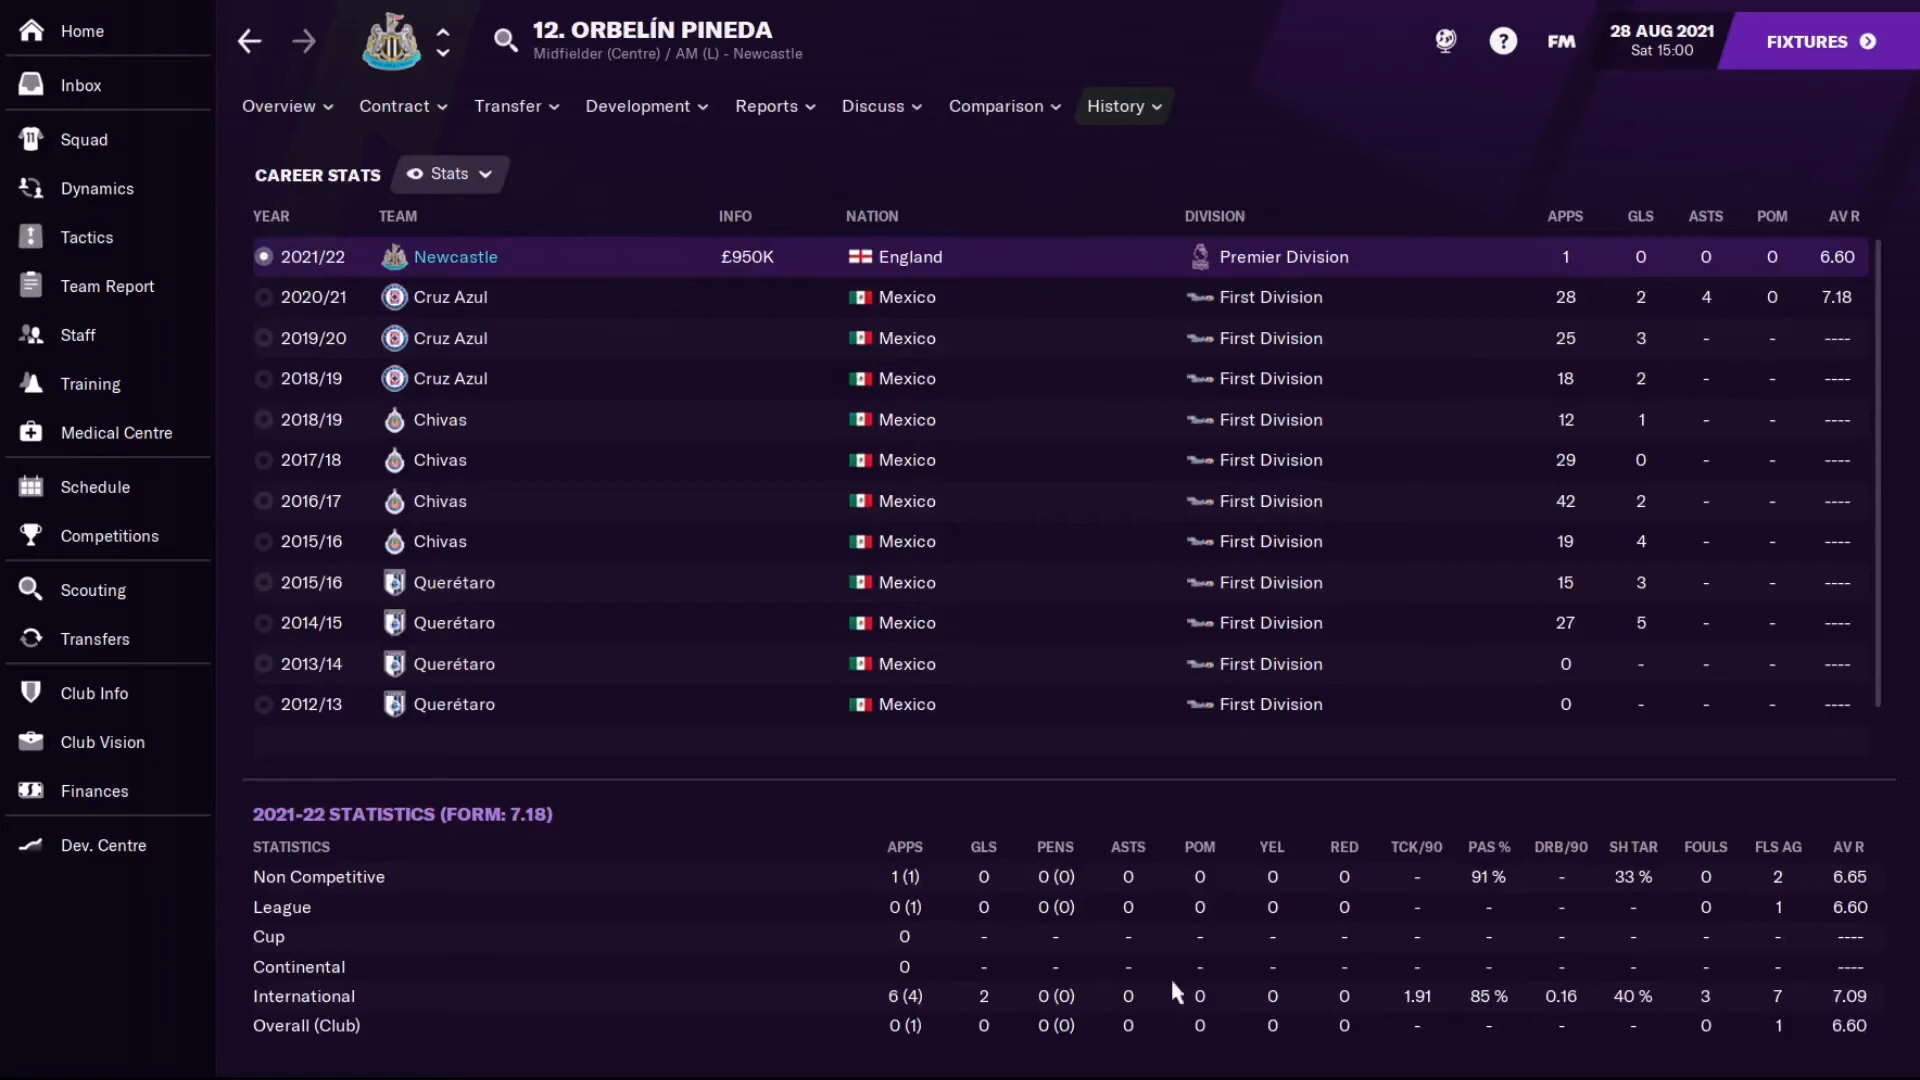 Home
Inbox
Squad
Dynamics
Tactics
Team Report
Staff
Training
Medical Centre
Schedule
Competitions
Scouting
Transfers
Club Info
Club Vision
Finances
Dev. Centre
12. ORBELÍN PINEDA
Midfielder (Centre) / AM (L) - Newcastle
? FM
28 AUG 2021
Sat 15:00
FIXTURES
Overview Contract Transfer Development Reports Discuss Comparison History
CAREER STATS Stats
YEAR TEAM INFO NATION DIVISION APPS GLS ASTS POM AV R
2021/22 Newcastle £950K England Premier Division 1 0 0 0 6.60
2020/21 Cruz Azul Mexico First Division 28 2 4 0 7.18
2019/20 Cruz Azul Mexico First Division 25 3 - - ----
2018/19 Cruz Azul Mexico First Division 18 2 - - ----
2018/19 Chivas Mexico First Division 12 1 - - ----
2017/18 Chivas Mexico First Division 29 0 - - ----
2016/17 Chivas Mexico First Division 42 2 - - ----
2015/16 Chivas Mexico First Division 19 4 - - ----
2015/16 Querétaro Mexico First Division 15 3 - - ----
2014/15 Querétaro Mexico First Division 27 5 - - ----
2013/14 Querétaro Mexico First Division 0 - - - ----
2012/13 Querétaro Mexico First Division 0 - - - ----
2021-22 STATISTICS (FORM: 7.18)
STATISTICS APPS GLS PENS ASTS POM YEL RED TCK/90 PAS % DRB/90 SH TAR FOULS FLS AG AV R
Non Competitive 1 (1) 0 0 (0) 0 0 0 0 - 91 % - 33 % 0 2 6.65
League 0 (1) 0 0 (0) 0 0 0 0 - - - - 0 1 6.60
Cup 0 - - - - - - - - - - - - ----
Continental 0 - - - - - - - - - - - - ----
International 6 (4) 2 0 (0) 0 0 0 0 1.91 85 % 0.16 40 % 3 7 7.09
Overall (Club) 0 (1) 0 0 (0) 0 0 0 0 - - - - 0 1 6.60